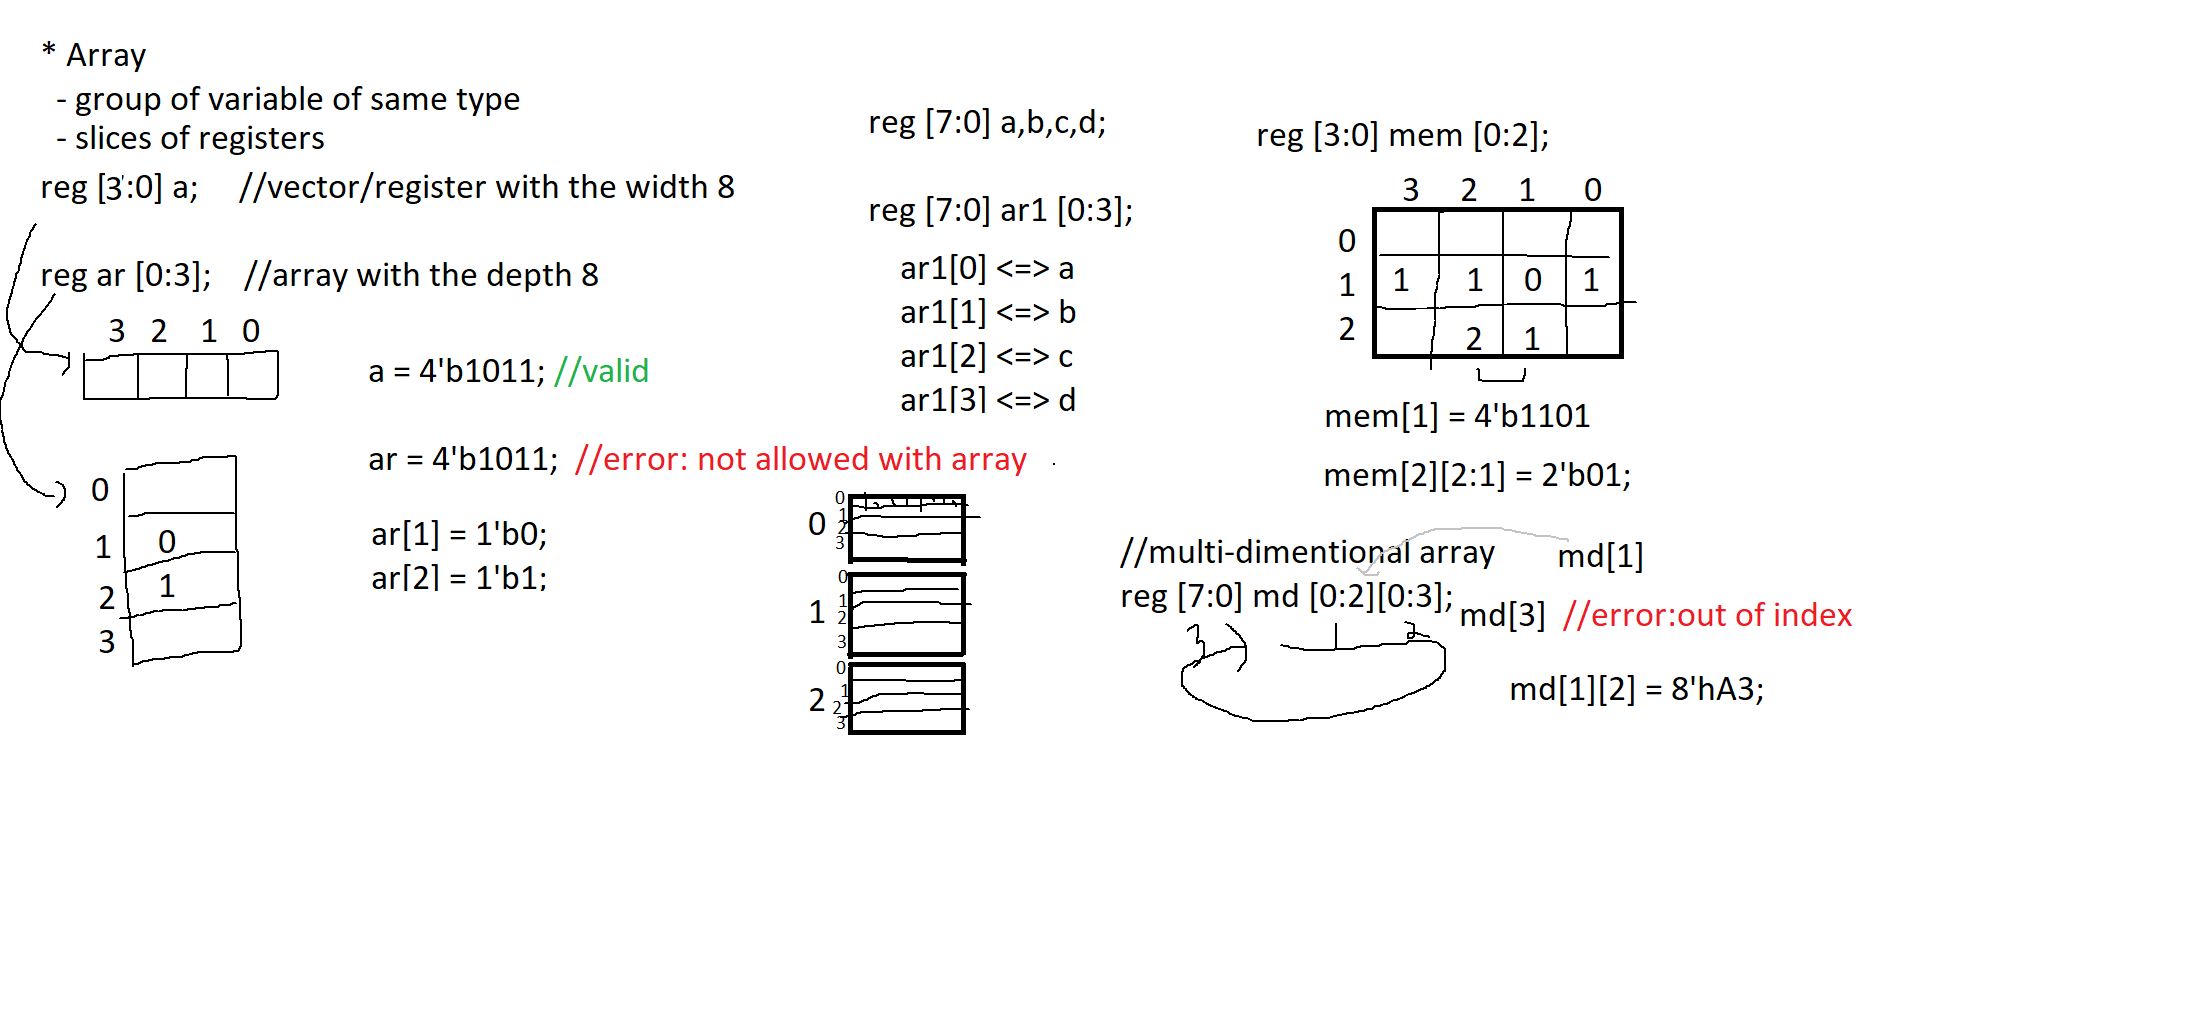 * Array
- group of variable of same type
- slices of registers
reg [3:0] a; //vector/register with the width 8
reg ar [0:3]; //array with the depth 8
3 2 1 0
a = 4'b1011; //valid
ar = 4'b1011; //error: not allowed with array
0
1 0
2 1
3
ar[1] = 1'b0;
ar[2] = 1'b1;
reg [7:0] a,b,c,d;
reg [7:0] ar1 [0:3];
ar1[0] <=> a
ar1[1] <=> b
ar1[2] <=> c
ar1[3] <=> d
0
0
1
2
3
1
0
1
2
3
2
0
1
2
3
reg [3:0] mem [0:2];
3 2 1 0
0
1 1 1 0 1
2 2 1
mem[1] = 4'b1101
mem[2][2:1] = 2'b01;
//multi-dimentional array
reg [7:0] md [0:2][0:3];
3 1 2
md[1]
md[3] //error:out of index
md[1][2] = 8'hA3;